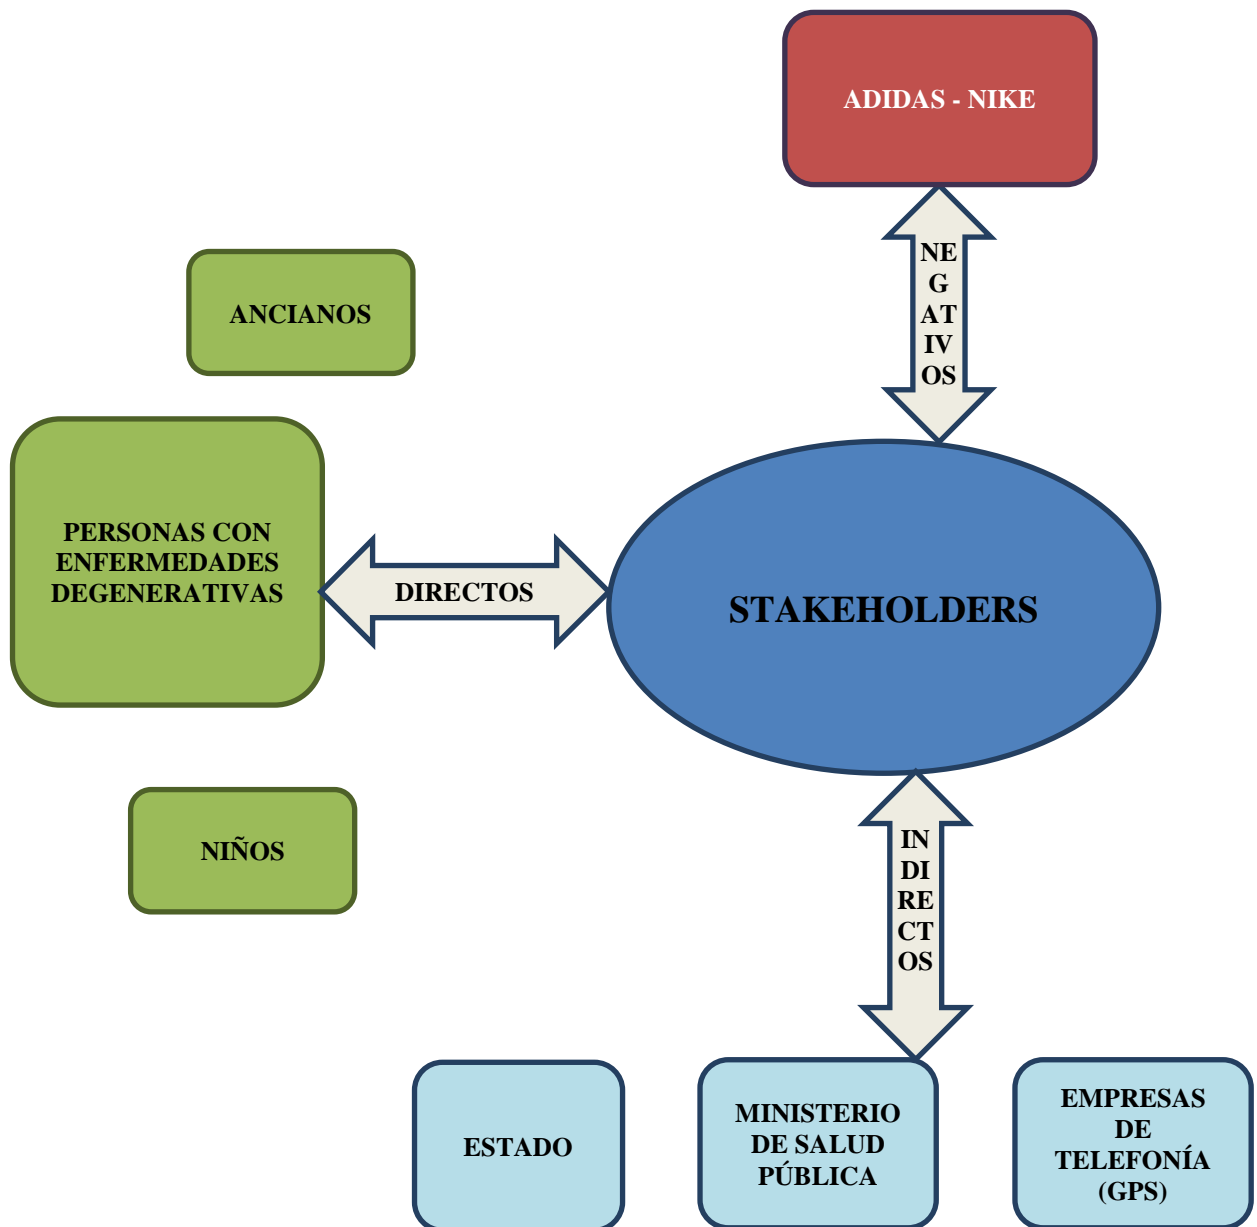 ADIDAS - NIKE
NE
G
AT
IV
OS
ANCIANOS
PERSONAS CON
ENFERMEDADES
DEGENERATIVAS
DIRECTOS
STAKEHOLDERS
NIÑOS
IN
DI
RE
CT
OS
ESTADO
MINISTERIO
DE SALUD
PÚBLICA
EMPRESAS
DE
TELEFONÍA
(GPS)